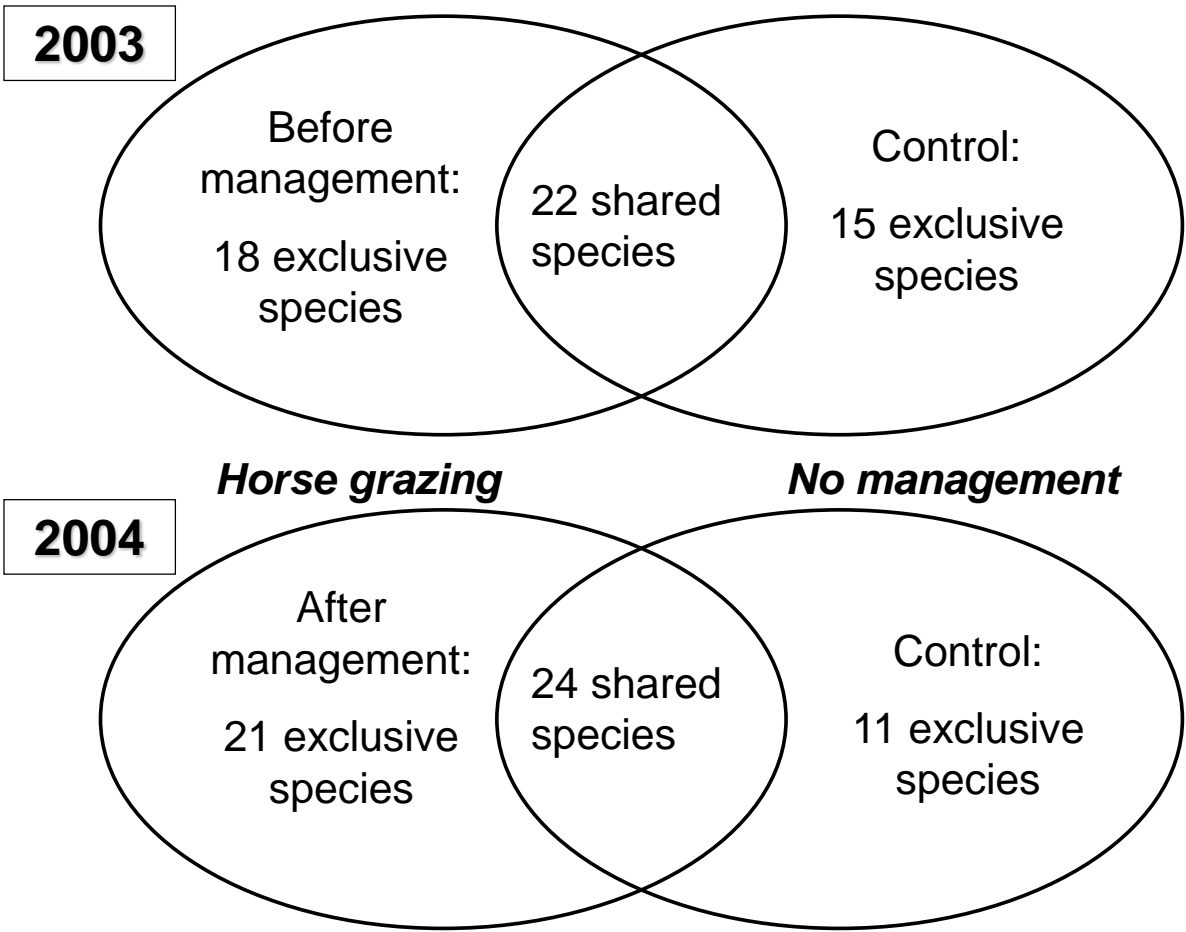 2003
Before
management:
18 exclusive
species
22 shared
species
Control:
15 exclusive
species
Horse grazing
No management
2004
After
management:
21 exclusive
species
24 shared
species
Control:
11 exclusive
species